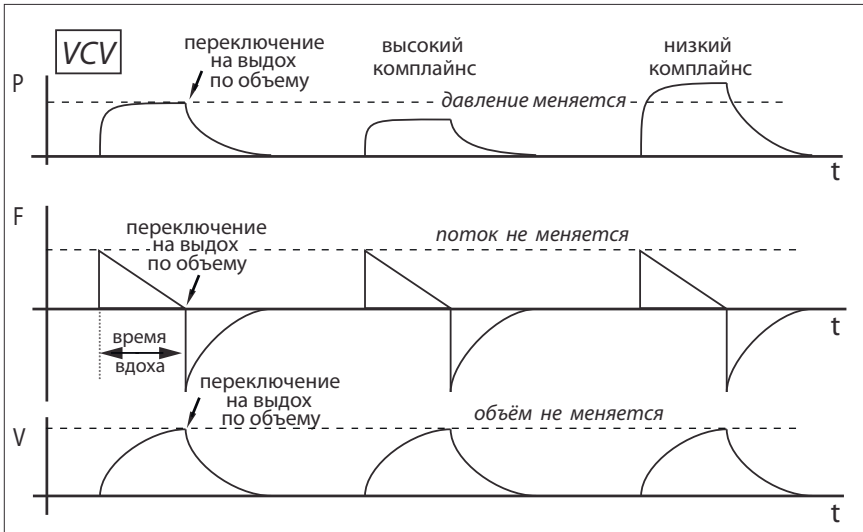 VCV
P
переключение
на выдох
по объему
высокий
комплайнс
низкий
комплайнс
давление меняется
t
F
переключение
на выдох
по объему
поток не меняется
t
время
вдоха
V
переключение
на выдох
по объему
объём не меняется
t